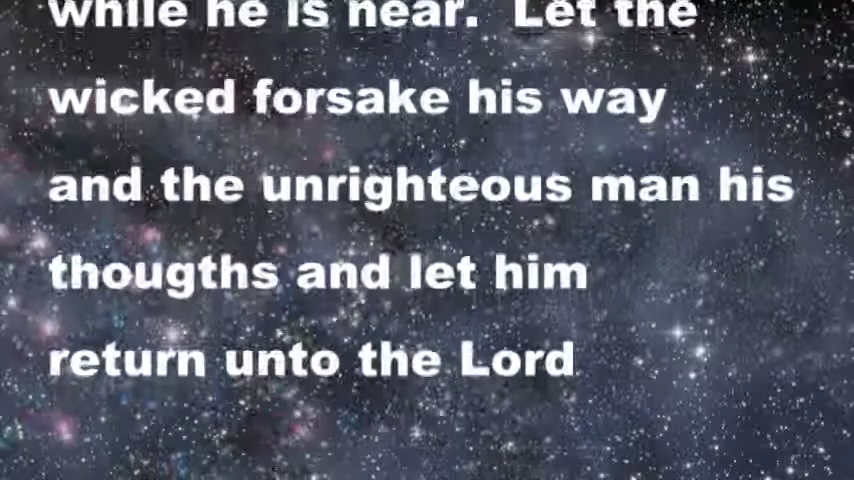 while he is near.  Let the
wicked forsake his way
and the unrighteous man his
thougths and let him
return unto the Lord